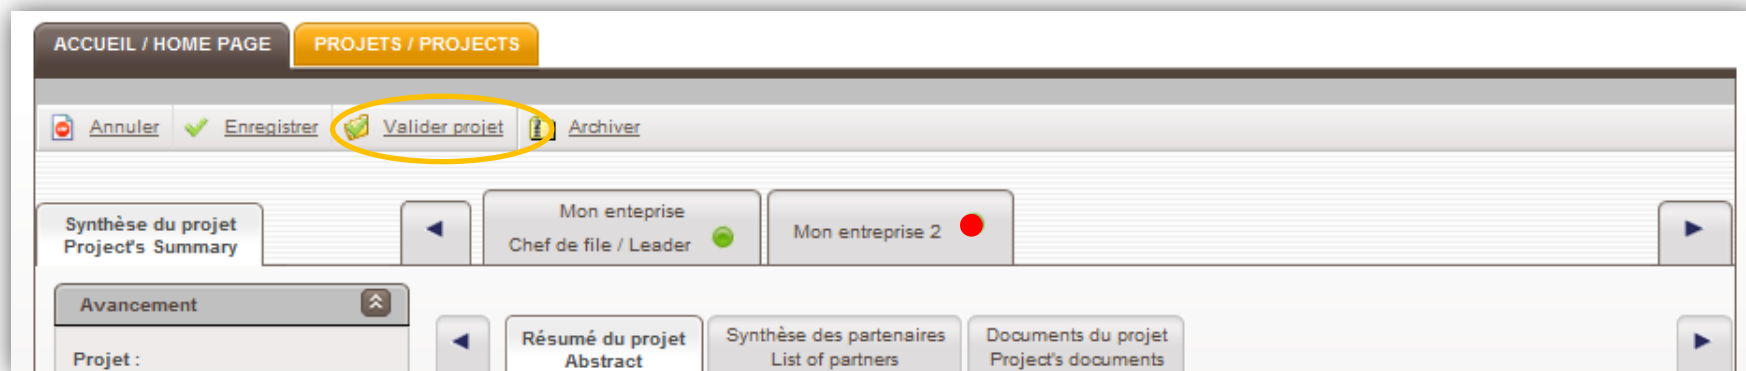 ACCUEIL / HOME PAGE
PROJETS / PROJECTS
Annuler
Enregistrer
Valider projet
Archiver
Synthèse du projet
Project's Summary
Mon enteprise
Chef de file / Leader
Mon entreprise 2
Avancement
Projet :
Résumé du projet
Abstract
Synthèse des partenaires
List of partners
Documents du projet
Project's documents